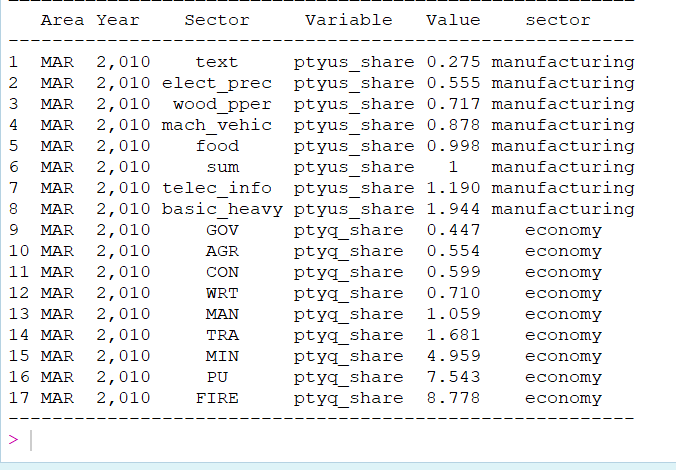 Area Year Sector Variable Value sector
1 MAR 2,010 text ptyus_share 0.275 manufacturing
2 MAR 2,010 elect_prec ptyus_share 0.555 manufacturing
3 MAR 2,010 wood_pper ptyus_share 0.717 manufacturing
4 MAR 2,010 mach_vehic ptyus_share 0.878 manufacturing
5 MAR 2,010 food ptyus_share 0.998 manufacturing
6 MAR 2,010 sum ptyus_share 1 manufacturing
7 MAR 2,010 telec_info ptyus_share 1.190 manufacturing
8 MAR 2,010 basic_heavy ptyus_share 1.944 manufacturing
9 MAR 2,010 GOV ptyq_share 0.447 economy
10 MAR 2,010 AGR ptyq_share 0.554 economy
11 MAR 2,010 CON ptyq_share 0.599 economy
12 MAR 2,010 WRT ptyq_share 0.710 economy
13 MAR 2,010 MAN ptyq_share 1.059 economy
14 MAR 2,010 TRA ptyq_share 1.681 economy
15 MAR 2,010 MIN ptyq_share 4.959 economy
16 MAR 2,010 PU ptyq_share 7.543 economy
17 MAR 2,010 FIRE ptyq_share 8.778 economy
>